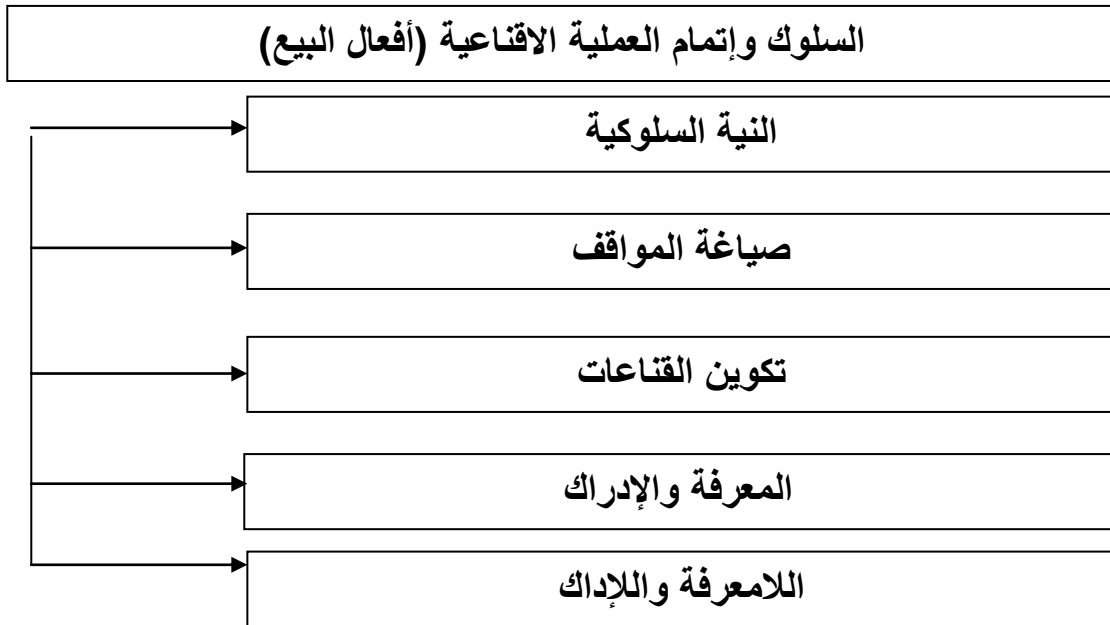 السلوك وإتمام العملية الاقناعية (أفعال البيع)
النية السلوكية
صياغة المواقف
تكوين القناعات
المعرفة والإدراك
اللامعرفة واللإداك